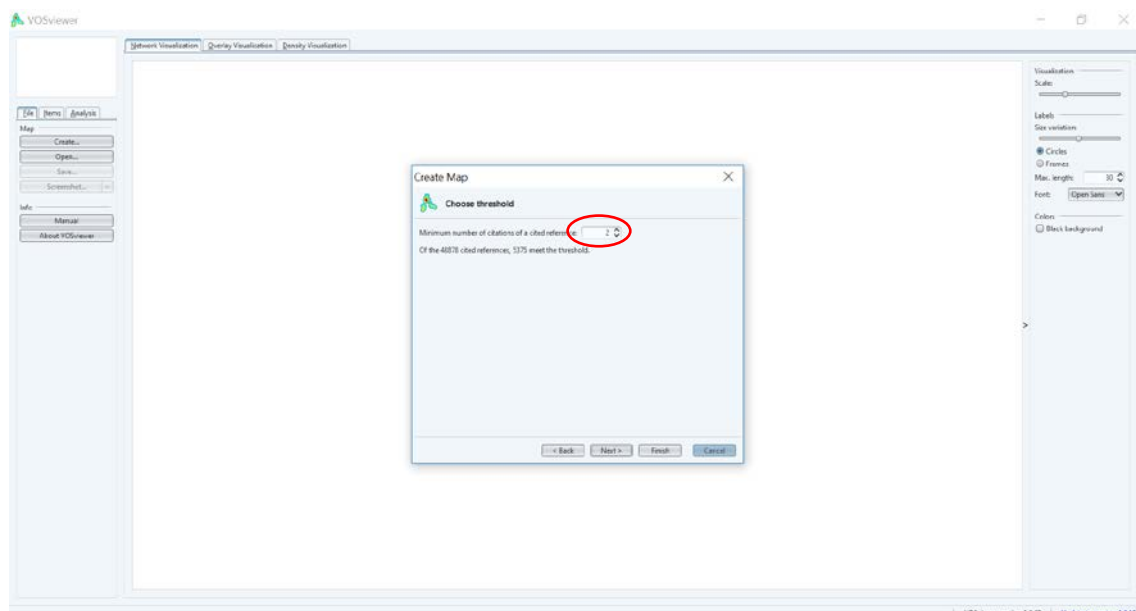 VOSviewer
Network Visualization Overlay Visualization Density Visualization
File Items Analysis
Map
Create...
Open...
Save...
Screenshot...
Info
Manual
About VOSviewer
Create Map
Choose threshold
Minimum number of citations of a cited reference: 2
Of the 48878 cited references, 5375 meet the threshold.
< Back Next > Finish Cancel
>
Visualization
Scale:
Labels
Size variation:
Circles
Frames
Max. length: 30
Font: Open Sans
Colors
Black background